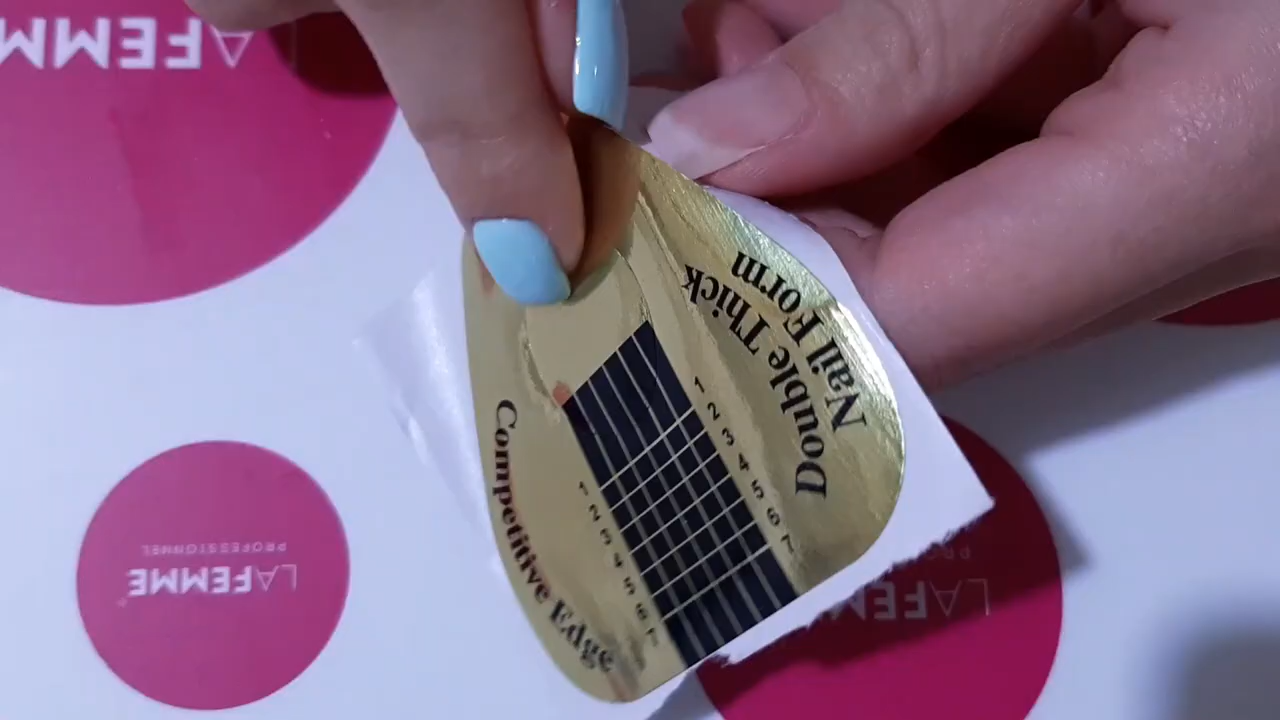 LAFEMME
Double Thick
Nail Form
1 2 3 4 5 6 7
1 2 3 4 5 6 7
Competitive Edge
LAFEMME
PROFESSIONNEL
LAFEMME